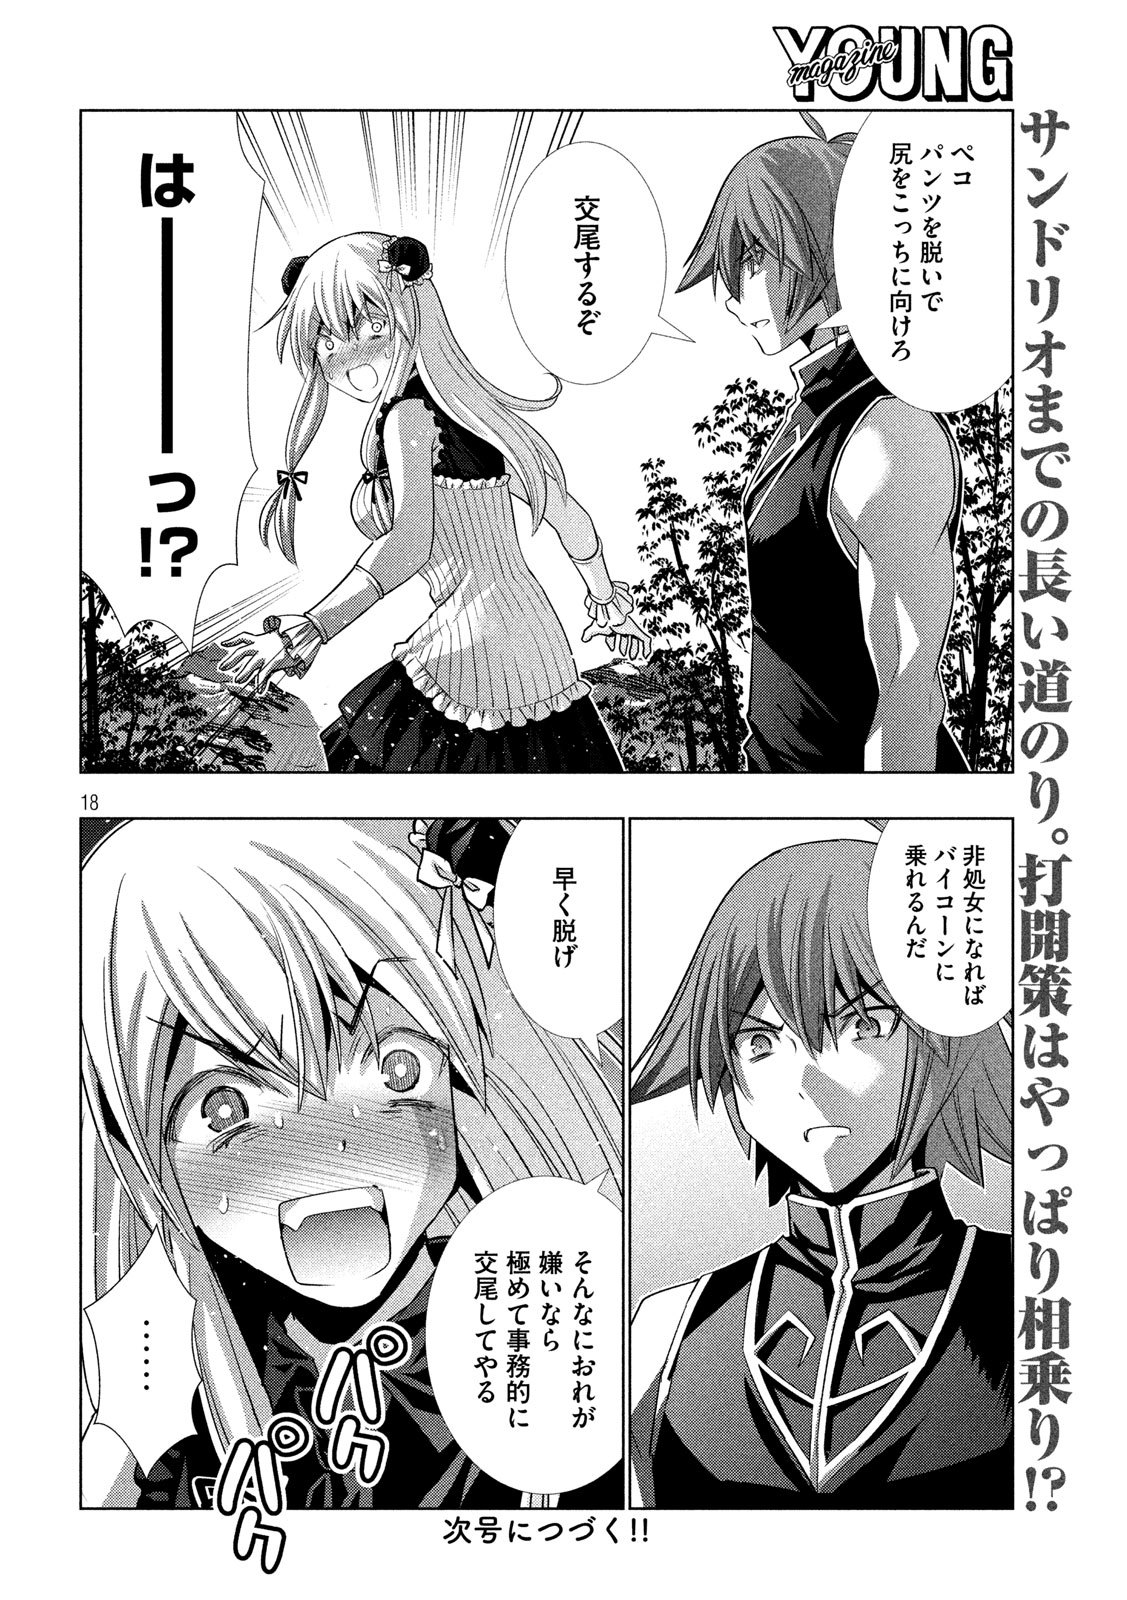 YOUNG
magazine
サンドリオまでの長い道のり。打開策はやっぱり相乗り!?
ペコ
パンツを脱いで
尻をこっちに向けろ
交尾するぞ
はーーーっ!?
18
非処女になれば
バイコーンに
乗れるんだ
早く脱げ
そんなにおれが
嫌いなら
極めて事務的に
交尾してやる
パク
パク
……
次号につづく!!